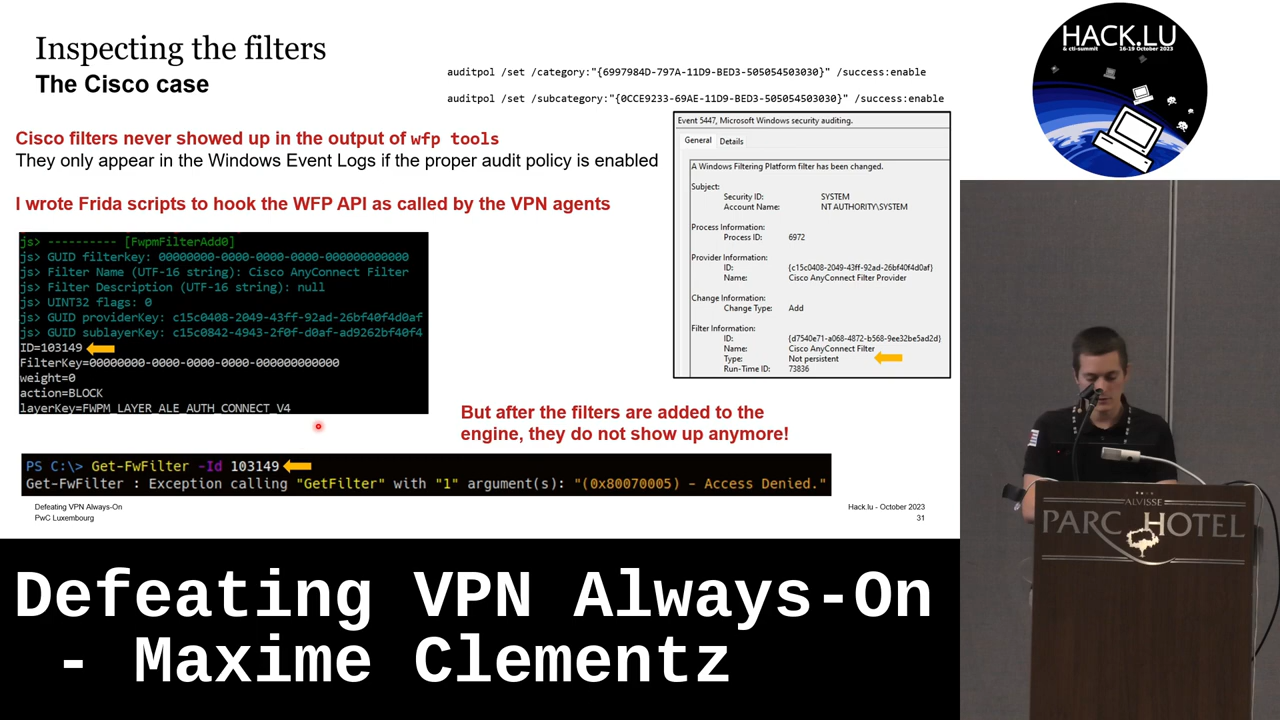 Inspecting the filters
The Cisco case
auditpol /set /category:"{6997984D-797A-11D9-BED3-505054503030}" /success:enable
auditpol /set /subcategory:"{0CCE9233-69AE-11D9-BED3-505054503030}" /success:enable
Cisco filters never showed up in the output of wfp tools
They only appear in the Windows Event Logs if the proper audit policy is enabled
I wrote Frida scripts to hook the WFP API as called by the VPN agents
js> ---------- [FwpmFilterAdd0]
js> GUID filterkey: 00000000-0000-0000-0000-000000000000
js> Filter Name (UTF-16 string): Cisco AnyConnect Filter
js> Filter Description (UTF-16 string): null
js> UINT32 flags: 0
js> GUID providerKey: c15c0408-2049-43ff-92ad-26bf40f4d0af
js> GUID sublayerKey: c15c0842-4943-2f0f-d0af-ad9262bf40f4
ID=103149
FilterKey=00000000-0000-0000-0000-000000000000
weight=0
action=BLOCK
layerKey=FWPM_LAYER_ALE_AUTH_CONNECT_V4
Event 5447, Microsoft Windows security auditing.
General Details
A Windows Filtering Platform filter has been changed.
Subject:
Security ID: SYSTEM
Account Name: NT AUTHORITY\SYSTEM
Process Information:
Process ID: 6972
Provider Information:
ID: {c15c0408-2049-43ff-92ad-26bf40f4d0af}
Name: Cisco AnyConnect Filter Provider
Change Information:
Change Type: Add
Filter Information:
ID: {d7540e71-a068-4872-b568-9ee32be5ad2d}
Name: Cisco AnyConnect Filter
Type: Not persistent
Run-Time ID: 73836
But after the filters are added to the
engine, they do not show up anymore!
PS C:\> Get-FwFilter -Id 103149
Get-FwFilter : Exception calling "GetFilter" with "1" argument(s): "(0x80070005) - Access Denied."
Defeating VPN Always-On
PwC Luxembourg
Hack.lu - October 2023
31
HACK.LU
& cti-summit 16-19 October 2023
ALVISSE
PARC HOTEL
Defeating VPN Always-On
- Maxime Clementz